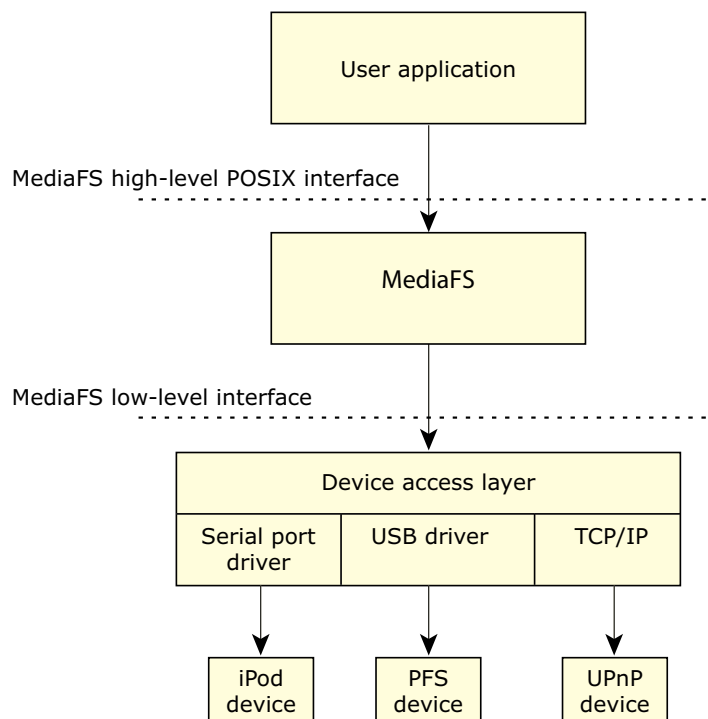 User application
MediaFS high-level POSIX interface
MediaFS
MediaFS low-level interface
Device access layer
Serial port
driver
USB driver
TCP/IP
iPod
device
PFS
device
UPnP
device